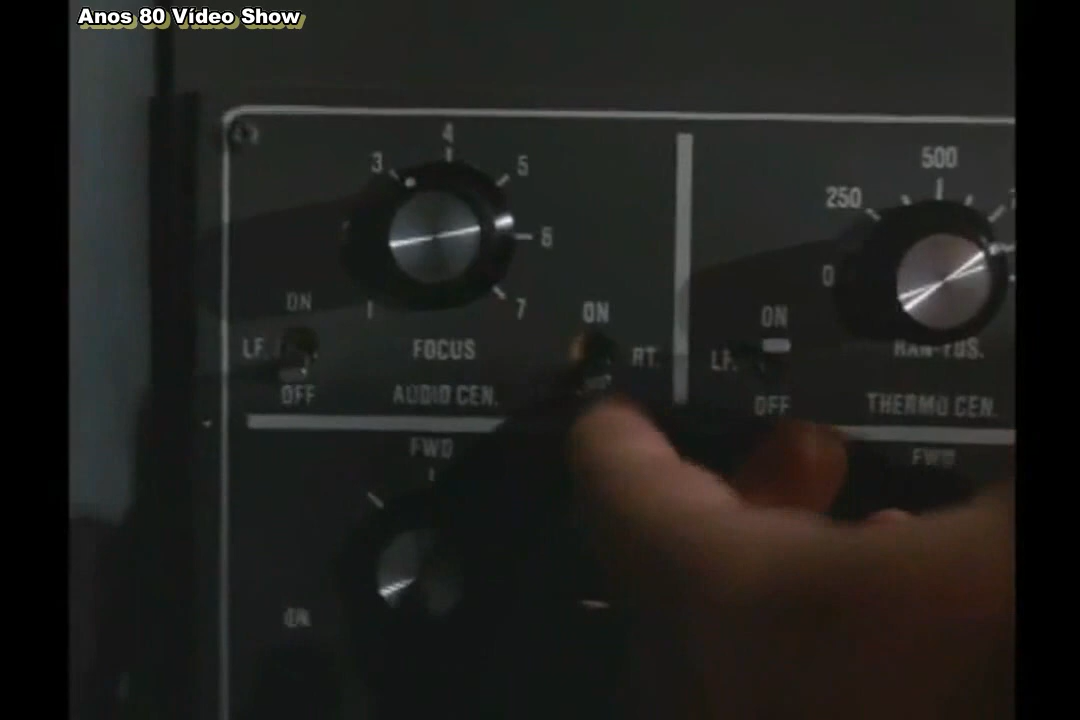 Anos 80 Vídeo Show
4
3
5
500
250
6
0
1
7
ON
ON
ON
LF.
FOCUS
RT.
LF.
OFF
AUDIO CEN.
OFF
THERMO CEN.
FWD
FWD
ON